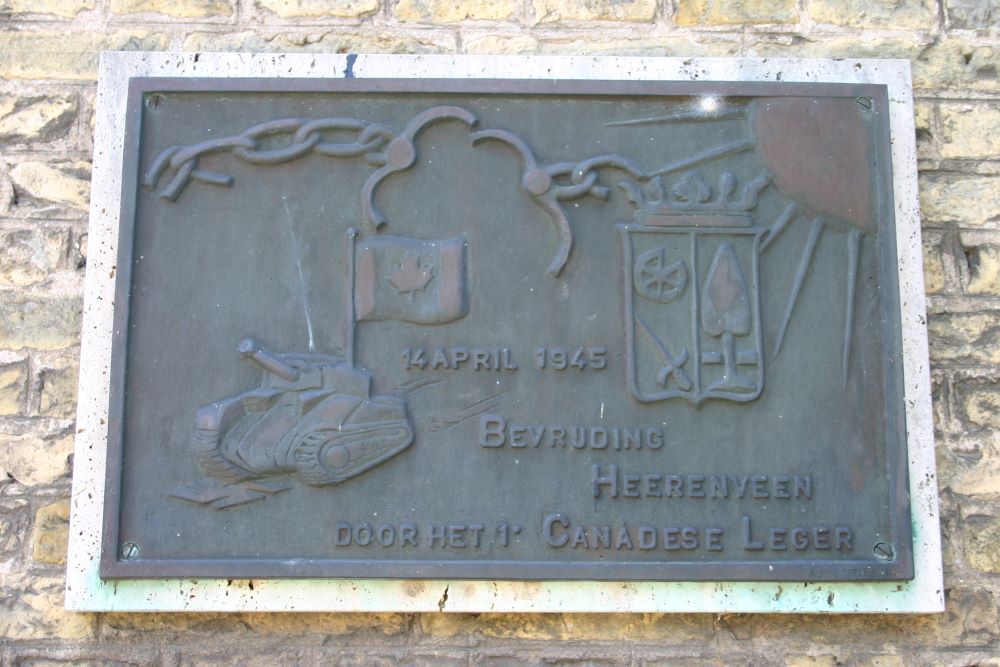 14 APRIL 1945
BEVRIJDING
HEERENVEEN
DOOR HET 1e CANADESE LEGER